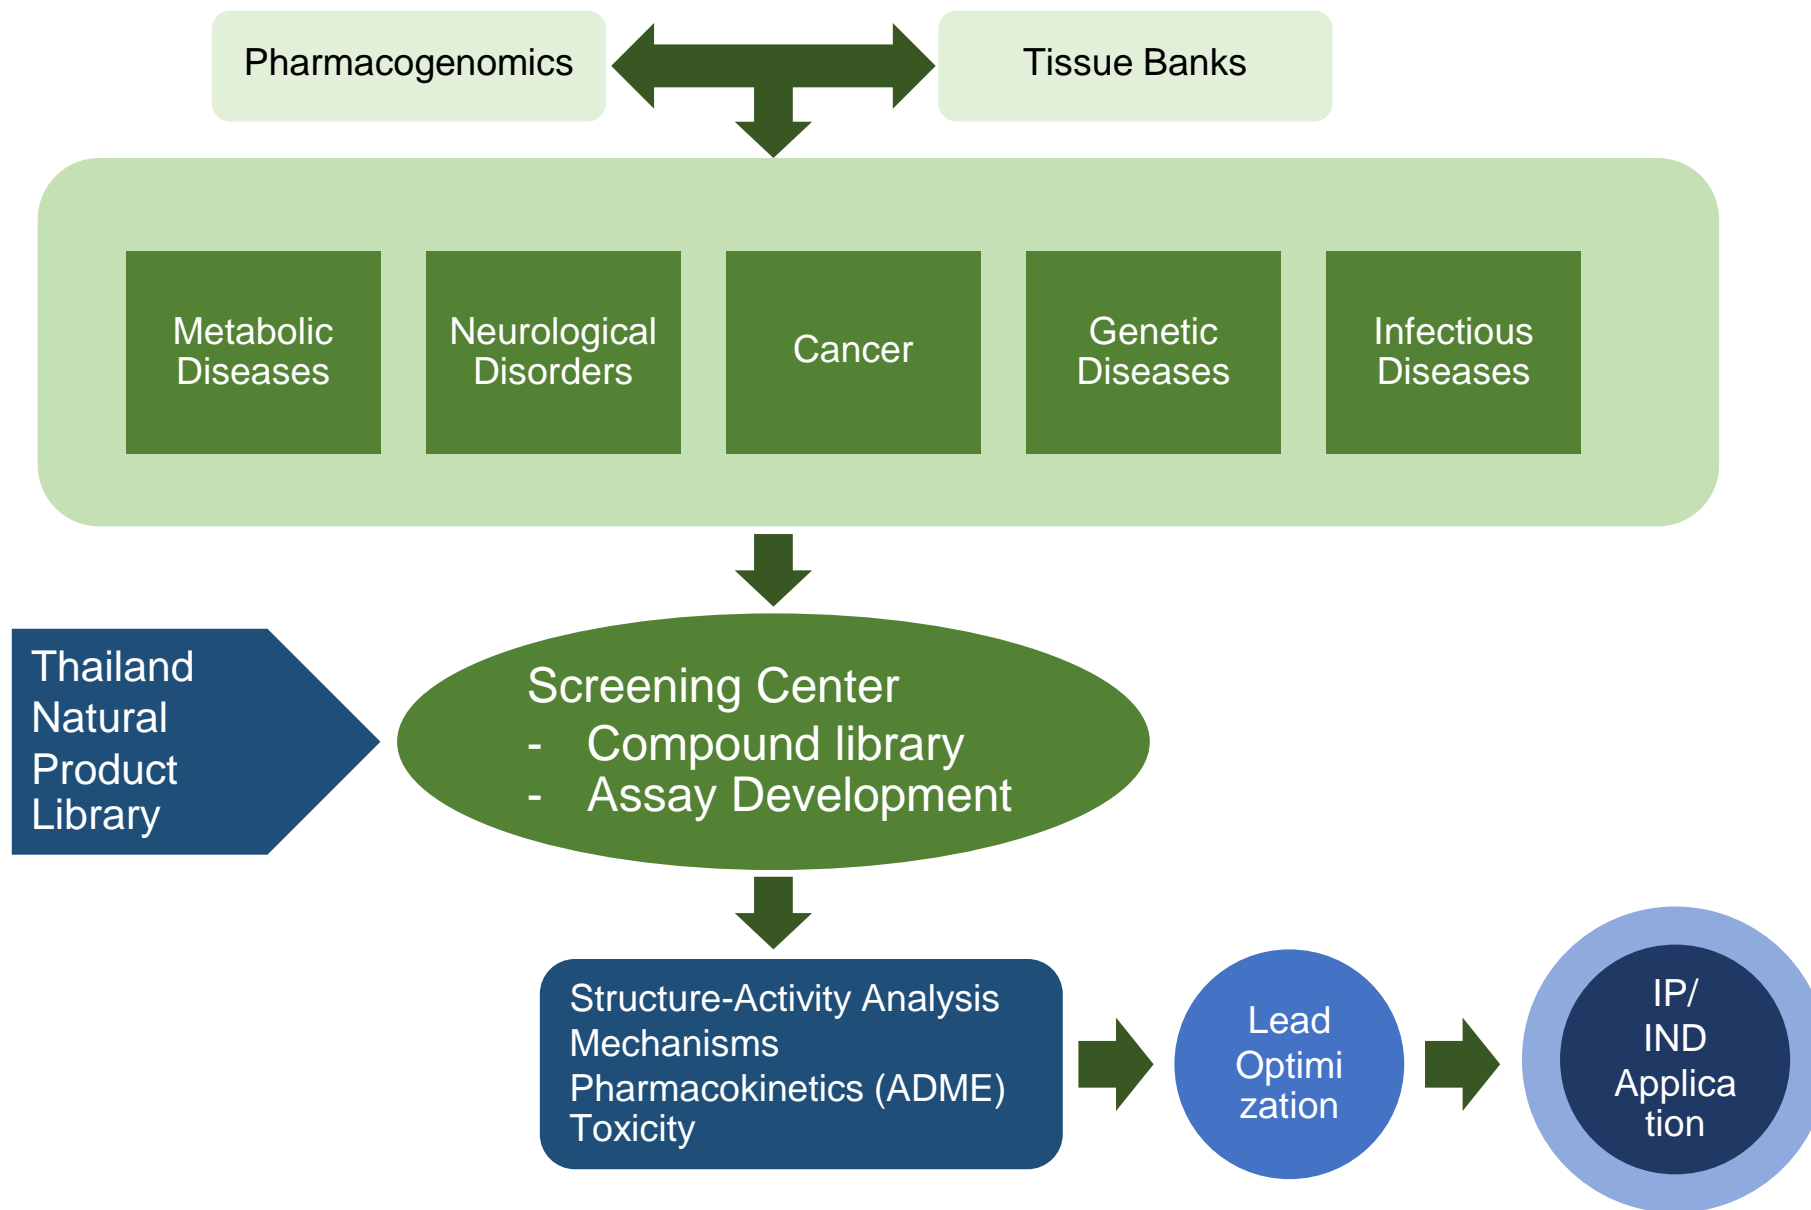 Pharmacogenomics
Tissue Banks
Metabolic
Diseases
Neurological
Disorders
Cancer
Genetic
Diseases
Infectious
Diseases
Thailand
Natural
Product
Library
Screening Center
- Compound library
- Assay Development
Structure-Activity Analysis
Mechanisms
Pharmacokinetics (ADME)
Toxicity
Lead
Optimi
zation
IP/
IND
Applica
tion